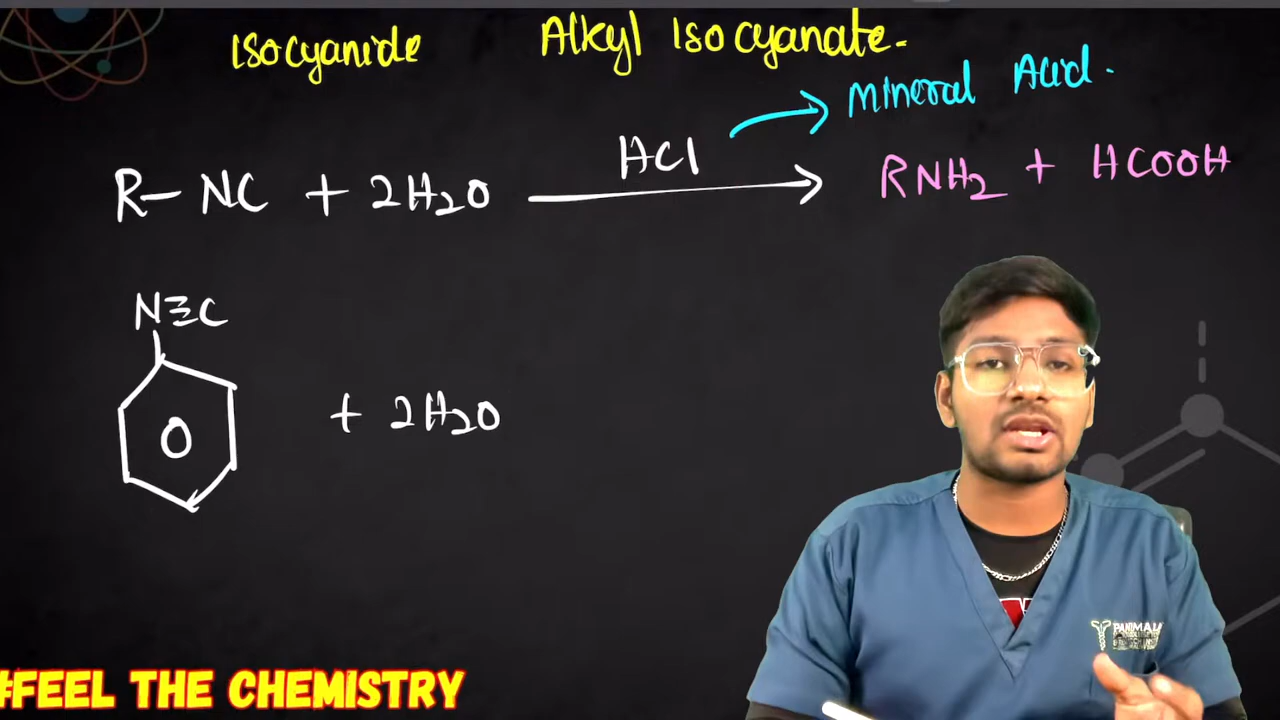 Isocyanide Alkyl Isocyanate.
Mineral Acid.
HCl
R-NC + 2H2O → RNH2 + HCOOH
N≡C
+ 2H2O
#FEEL THE CHEMISTRY